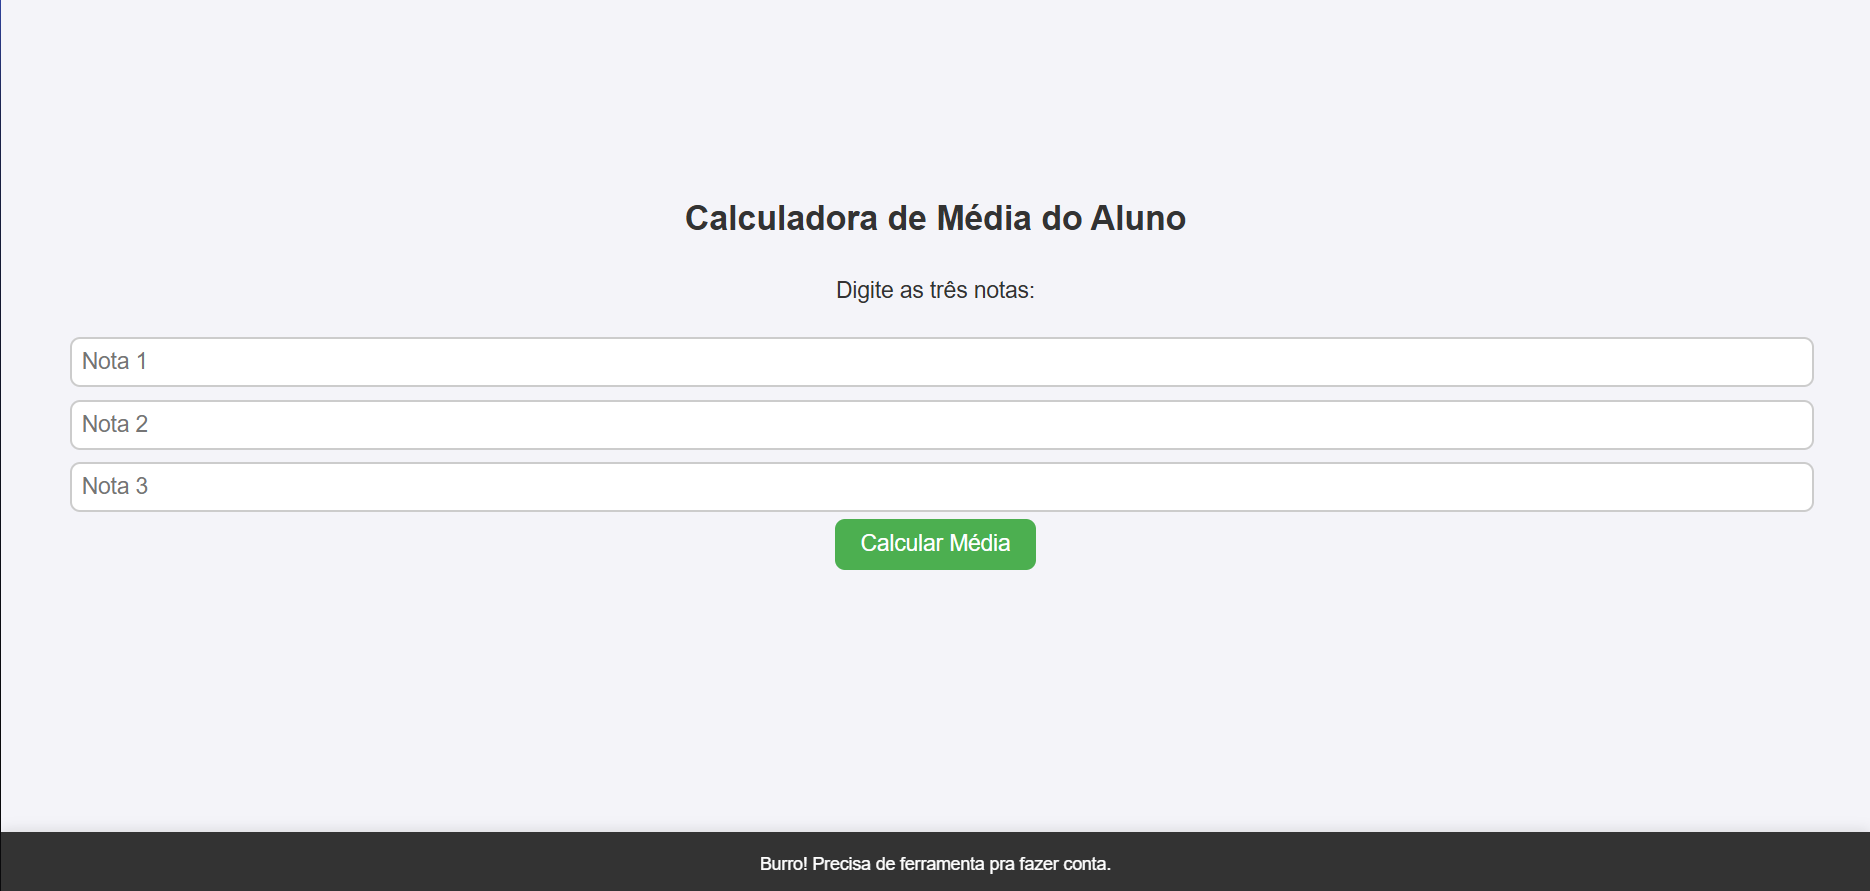 Calculadora de Média do Aluno
Digite as três notas:
Nota 1
Nota 2
Nota 3
Calcular Média
Burro! Precisa de ferramenta pra fazer conta.